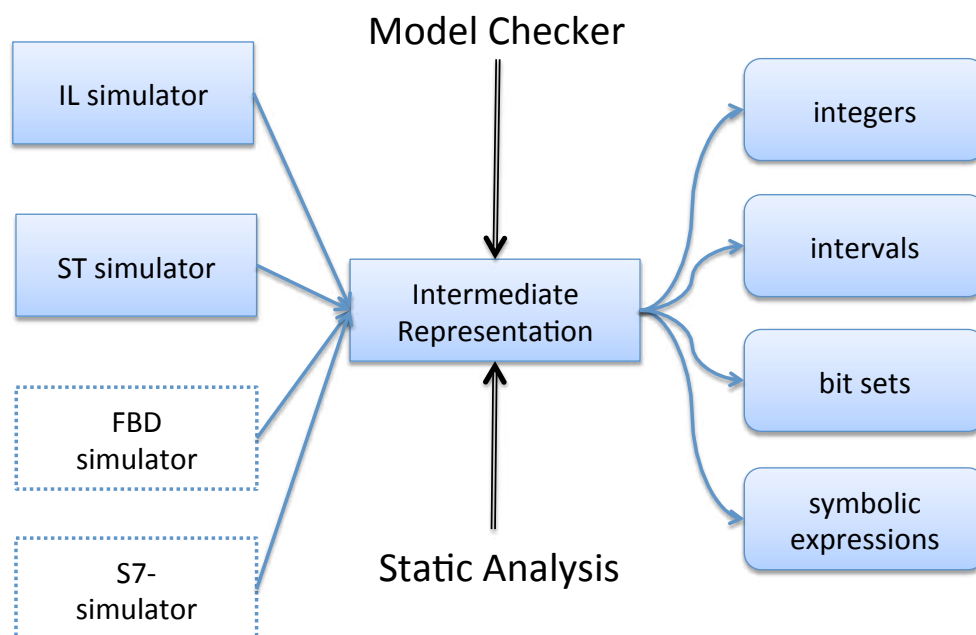 Model Checker
IL simulator
integers
ST simulator
intervals
Intermediate
Representation
FBD
simulator
bit sets
symbolic
expressions
Static Analysis
S7-
simulator